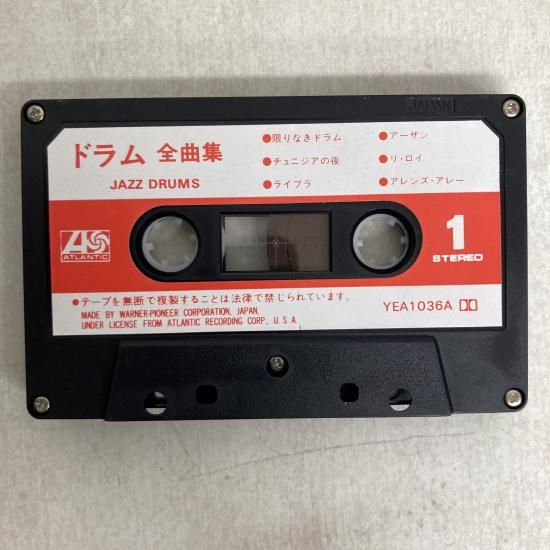 JAPAN
ドラム 全曲集
JAZZ DRUMS
●限りなきドラム
●チュニジアの夜
●ライブラ
●アーザン
●リ・ロイ
●アレンズ・アレー
ATLANTIC
1
STEREO
●テープを無断で複製することは法律で禁じられています。
YEA1036A
MADE BY WARNER-PIONEER CORPORATION, JAPAN,
UNDER LICENSE FROM ATLANTIC RECORDING CORP., U.S.A.